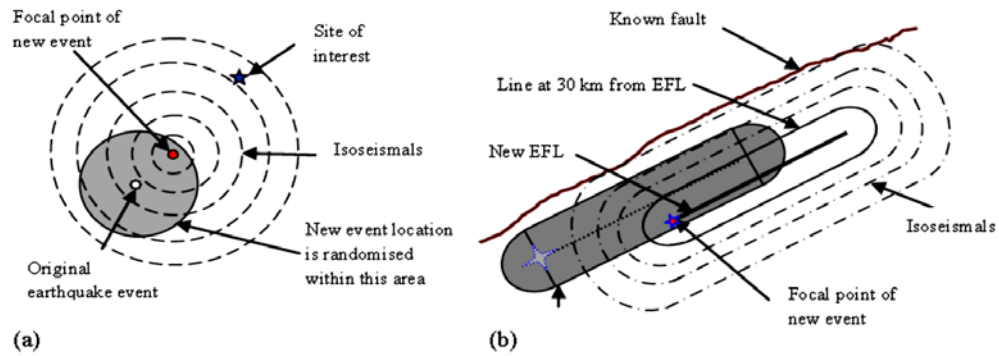 Focal point of
new event
Site of
interest
Isoseismals
New event location
is randomised
within this area
Original
earthquake event
(a)
Known fault
Line at 30 km from EFL
New EFL
Isoseismals
Focal point of
new event
(b)